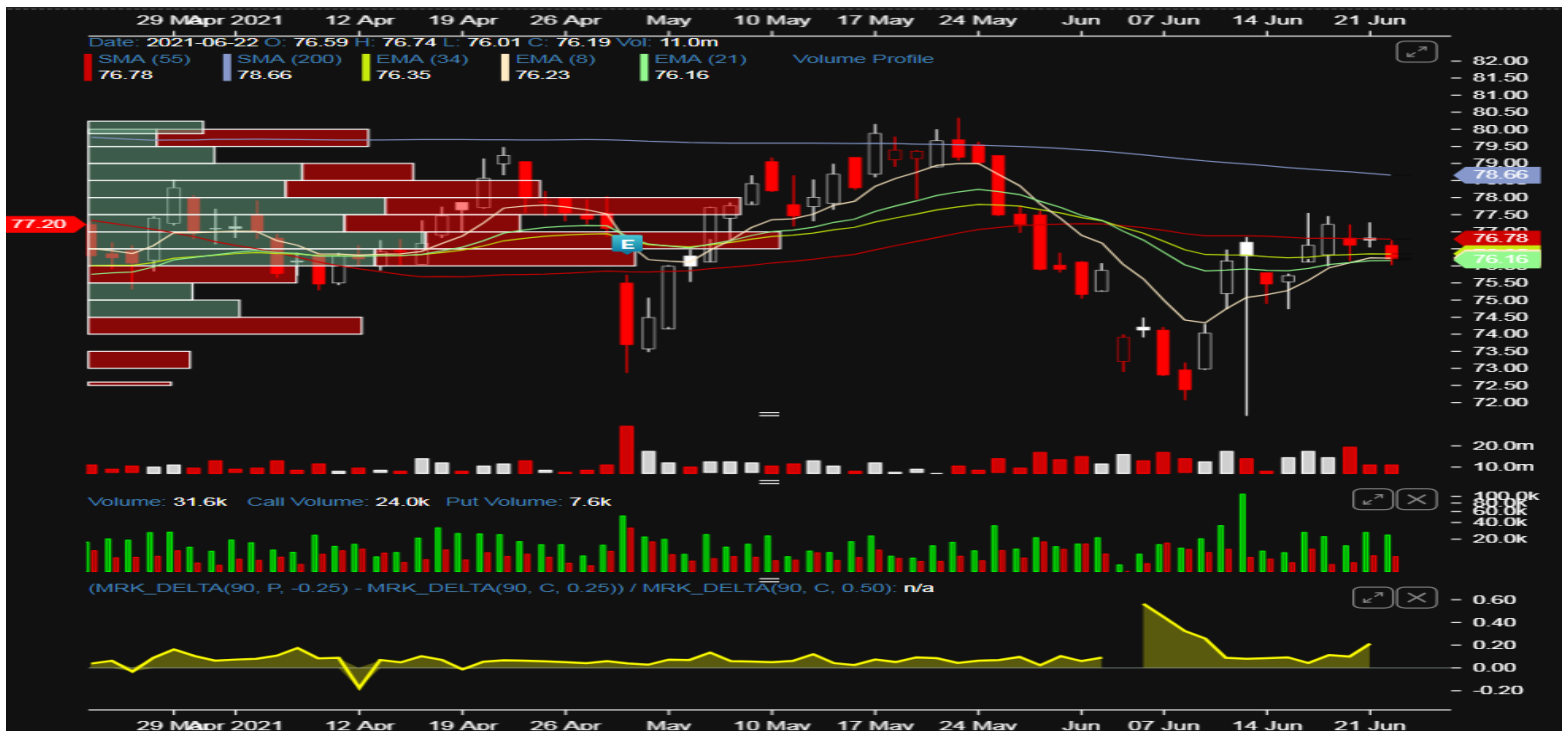 29 Mar Apr 2021 12 Apr 19 Apr 26 Apr May 10 May 17 May 24 May Jun 07 Jun 14 Jun 21 Jun
Date: 2021-06-22 O: 76.59 H: 76.74 L: 76.01 C: 76.19 Vol: 11.0m
SMA (55) SMA (200) EMA (34) EMA (8) EMA (21) Volume Profile
76.78 78.66 76.35 76.23 76.16
82.00
81.50
81.00
80.50
80.00
79.50
79.00
78.66
78.00
77.50
77.20
76.78
76.16
75.50
75.00
74.50
74.00
73.50
73.00
72.50
72.00
E
20.0m
10.0m
Volume: 31.6k Call Volume: 24.0k Put Volume: 7.6k
100.0k
80.0k
60.0k
40.0k
20.0k
(MRK_DELTA(90, P, -0.25) - MRK_DELTA(90, C, 0.25)) / MRK_DELTA(90, C, 0.50): n/a
0.60
0.40
0.20
0.00
-0.20
29 Mar Apr 2021 12 Apr 19 Apr 26 Apr May 10 May 17 May 24 May Jun 07 Jun 14 Jun 21 Jun